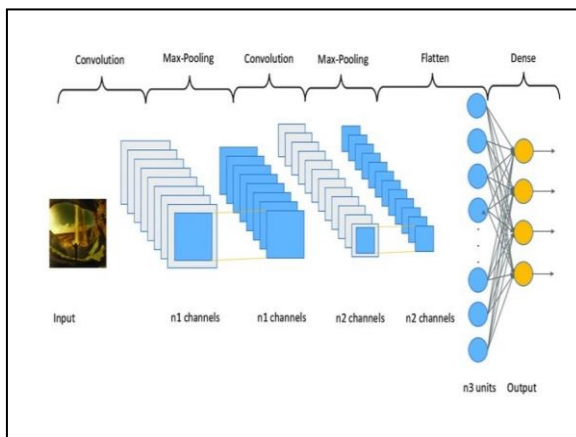 Convolution Max-Pooling Convolution Max-Pooling Flatten Dense
Input n1 channels n1 channels n2 channels n2 channels
n3 units Output